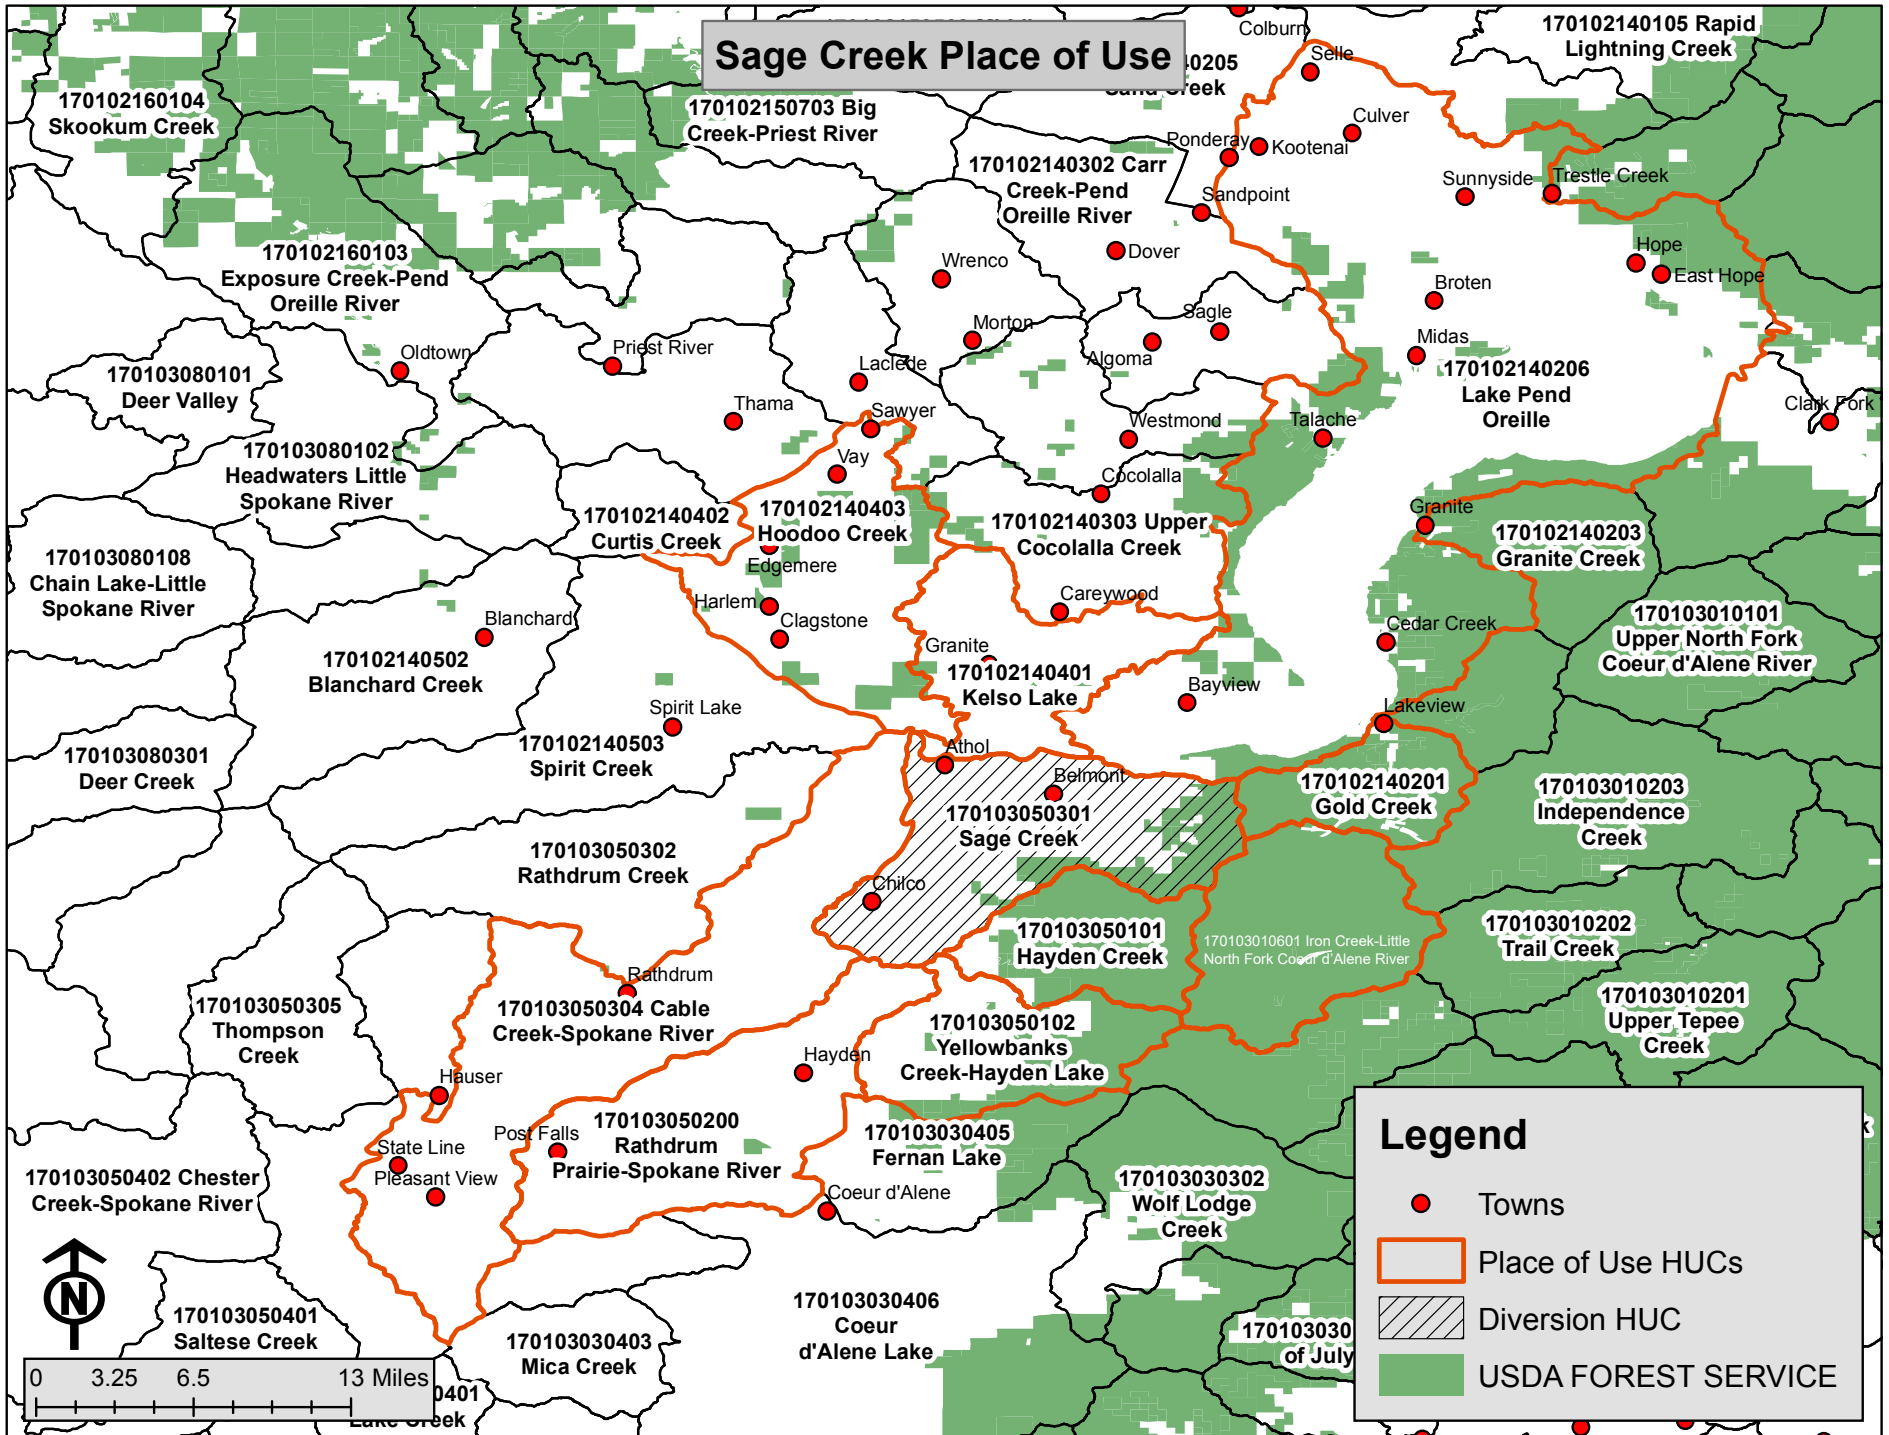 Sage Creek Place of Use
Colburn
Selle
170102140105 Rapid
Lightning Creek
170102160104
Skookum Creek
170102150703 Big
Creek-Priest River
Culver
Ponderay
Kootenai
170102140302 Carr
Creek-Pend
Oreille River
Sunnyside
Trestle Creek
Sandpoint
Dover
Wrenco
Hope
East Hope
170102160103
Exposure Creek-Pend
Oreille River
Broten
Sagle
Morton
Algoma
Midas
Oldtown
Priest River
Laclede
170102140206
Lake Pend
Oreille
170103080101
Deer Valley
Clark Fork
Thama
Sawyer
Westmond
Talache
170103080102
Headwaters Little
Spokane River
Vay
Cocolalla
170102140402
Curtis Creek
170102140403
Hoodoo Creek
170102140303 Upper
Cocolalla Creek
Granite
170102140203
Granite Creek
170103080108
Chain Lake-Little
Spokane River
Edgemere
Harlem
Clagstone
Careywood
Blanchard
170102140502
Blanchard Creek
Granite
170102140401
Kelso Lake
Cedar Creek
170103010101
Upper North Fork
Coeur d'Alene River
Bayview
Lakeview
Spirit Lake
170102140503
Spirit Creek
170103080301
Deer Creek
Athol
Belmont
170103050301
Sage Creek
170102140201
Gold Creek
170103010203
Independence
Creek
170103050302
Rathdrum Creek
Chilco
170103050101
Hayden Creek
170103010601 Iron Creek-Little
North Fork Coeur d'Alene River
170103010202
Trail Creek
Rathdrum
170103050304 Cable
Creek-Spokane River
170103050305
Thompson
Creek
170103050102
Yellowbanks
Creek-Hayden Lake
170103010201
Upper Tepee
Creek
Hayden
Hauser
170103050200
Rathdrum
Prairie-Spokane River
Post Falls
170103030405
Fernan Lake
State Line
Pleasant View
170103050402 Chester
Creek-Spokane River
Coeur d'Alene
170103030302
Wolf Lodge
Creek
170103050401
Saltese Creek
170103030403
Mica Creek
170103030406
Coeur
d'Alene Lake
170103030
of July
0401
Lake Creek
N
0 3.25 6.5 13 Miles
Legend
Towns
Place of Use HUCs
Diversion HUC
USDA FOREST SERVICE
40205
Sand Creek